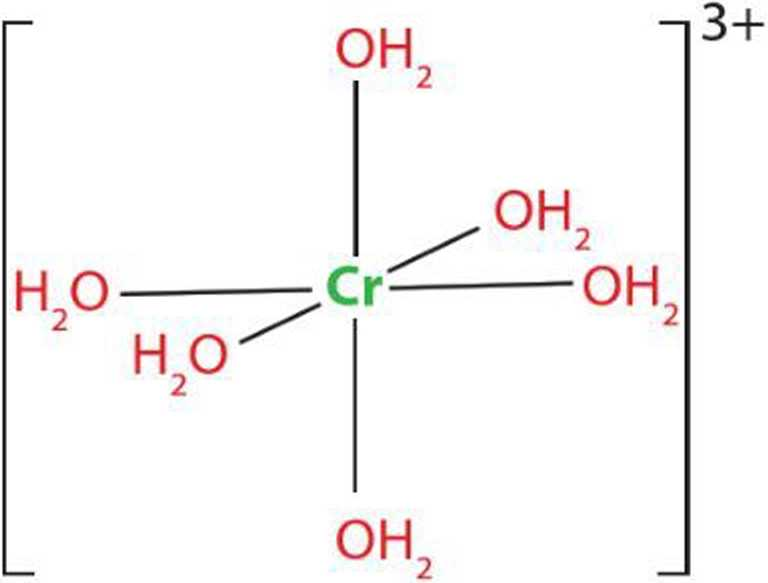 3+
OH₂
OH₂
H₂O Cr OH₂
H₂O
OH₂